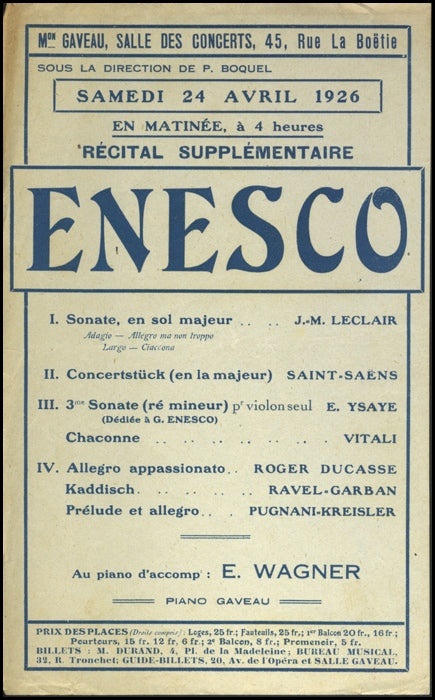 Mon GAVEAU, SALLE DES CONCERTS, 45, Rue La Boëtie
SOUS LA DIRECTION DE P. BOQUEL
SAMEDI 24 AVRIL 1926
EN MATINÉE, à 4 heures
RÉCITAL SUPPLÉMENTAIRE
ENESCO
I. Sonate, en sol majeur .. .. J.-M. LECLAIR
Adagio — Allegro ma non troppo
Largo — Ciaccona
II. Concertstück (en la majeur) SAINT-SAËNS
III. 3me Sonate (ré mineur) pr violon seul E. YSAYE
(Dédiée à G. ENESCO)
Chaconne .. .. .. .. .. .. VITALI
IV. Allegro appassionato .. ROGER DUCASSE
Kaddisch .. .. .. RAVEL-GARBAN
Prélude et allegro .. . PUGNANI-KREISLER
Au piano d'accomp t : E. WAGNER
PIANO GAVEAU
PRIX DES PLACES (Droits compris) : Loges, 25 fr.; Fauteuils, 25 fr.; 1er Balcon 20 fr., 16 fr.;
Pourtours, 15 fr. 12 fr, 6 fr.; 2e Balcon, 8 fr.; Promenoir, 5 fr.
BILLETS : M. DURAND, 4, Pl. de la Madeleine; BUREAU MUSICAL,
32, R. Tronchet; GUIDE-BILLETS, 20, Av. de l'Opéra et SALLE GAVEAU.